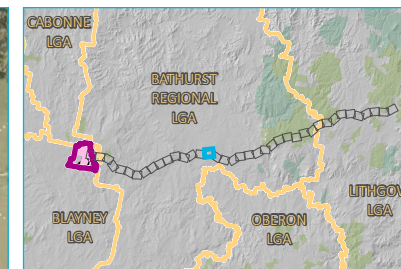 CABONNE
LGA
BATHURST
REGIONAL
LGA
BLAYNEY
LGA
OBERON
LGA
LITHGOW
LGA